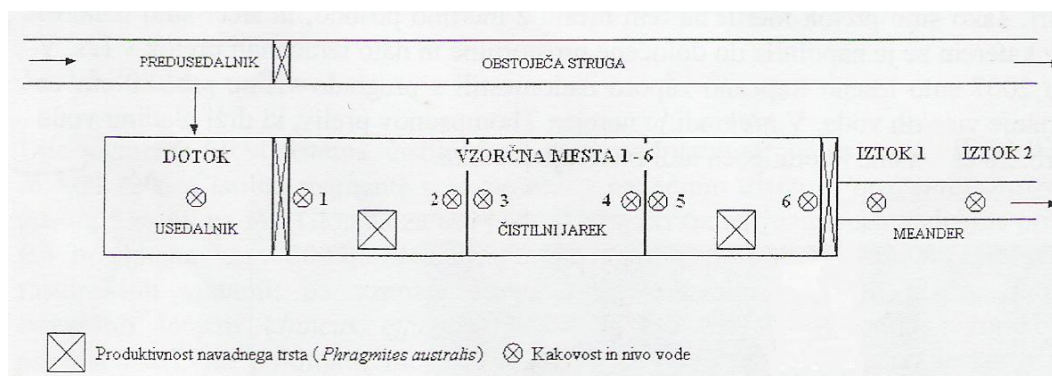 PREDUSEDALNIK OBSTOJEČA STRUGA
DOTOK VZORČNA MESTA 1 - 6 IZTOK 1 IZTOK 2
1 2 3 4 5 6
USEDALNIK ČISTILNI JAREK MEANDER
Produktivnost navadnega trsta (Phragmites australis) Kakovost in nivo vode